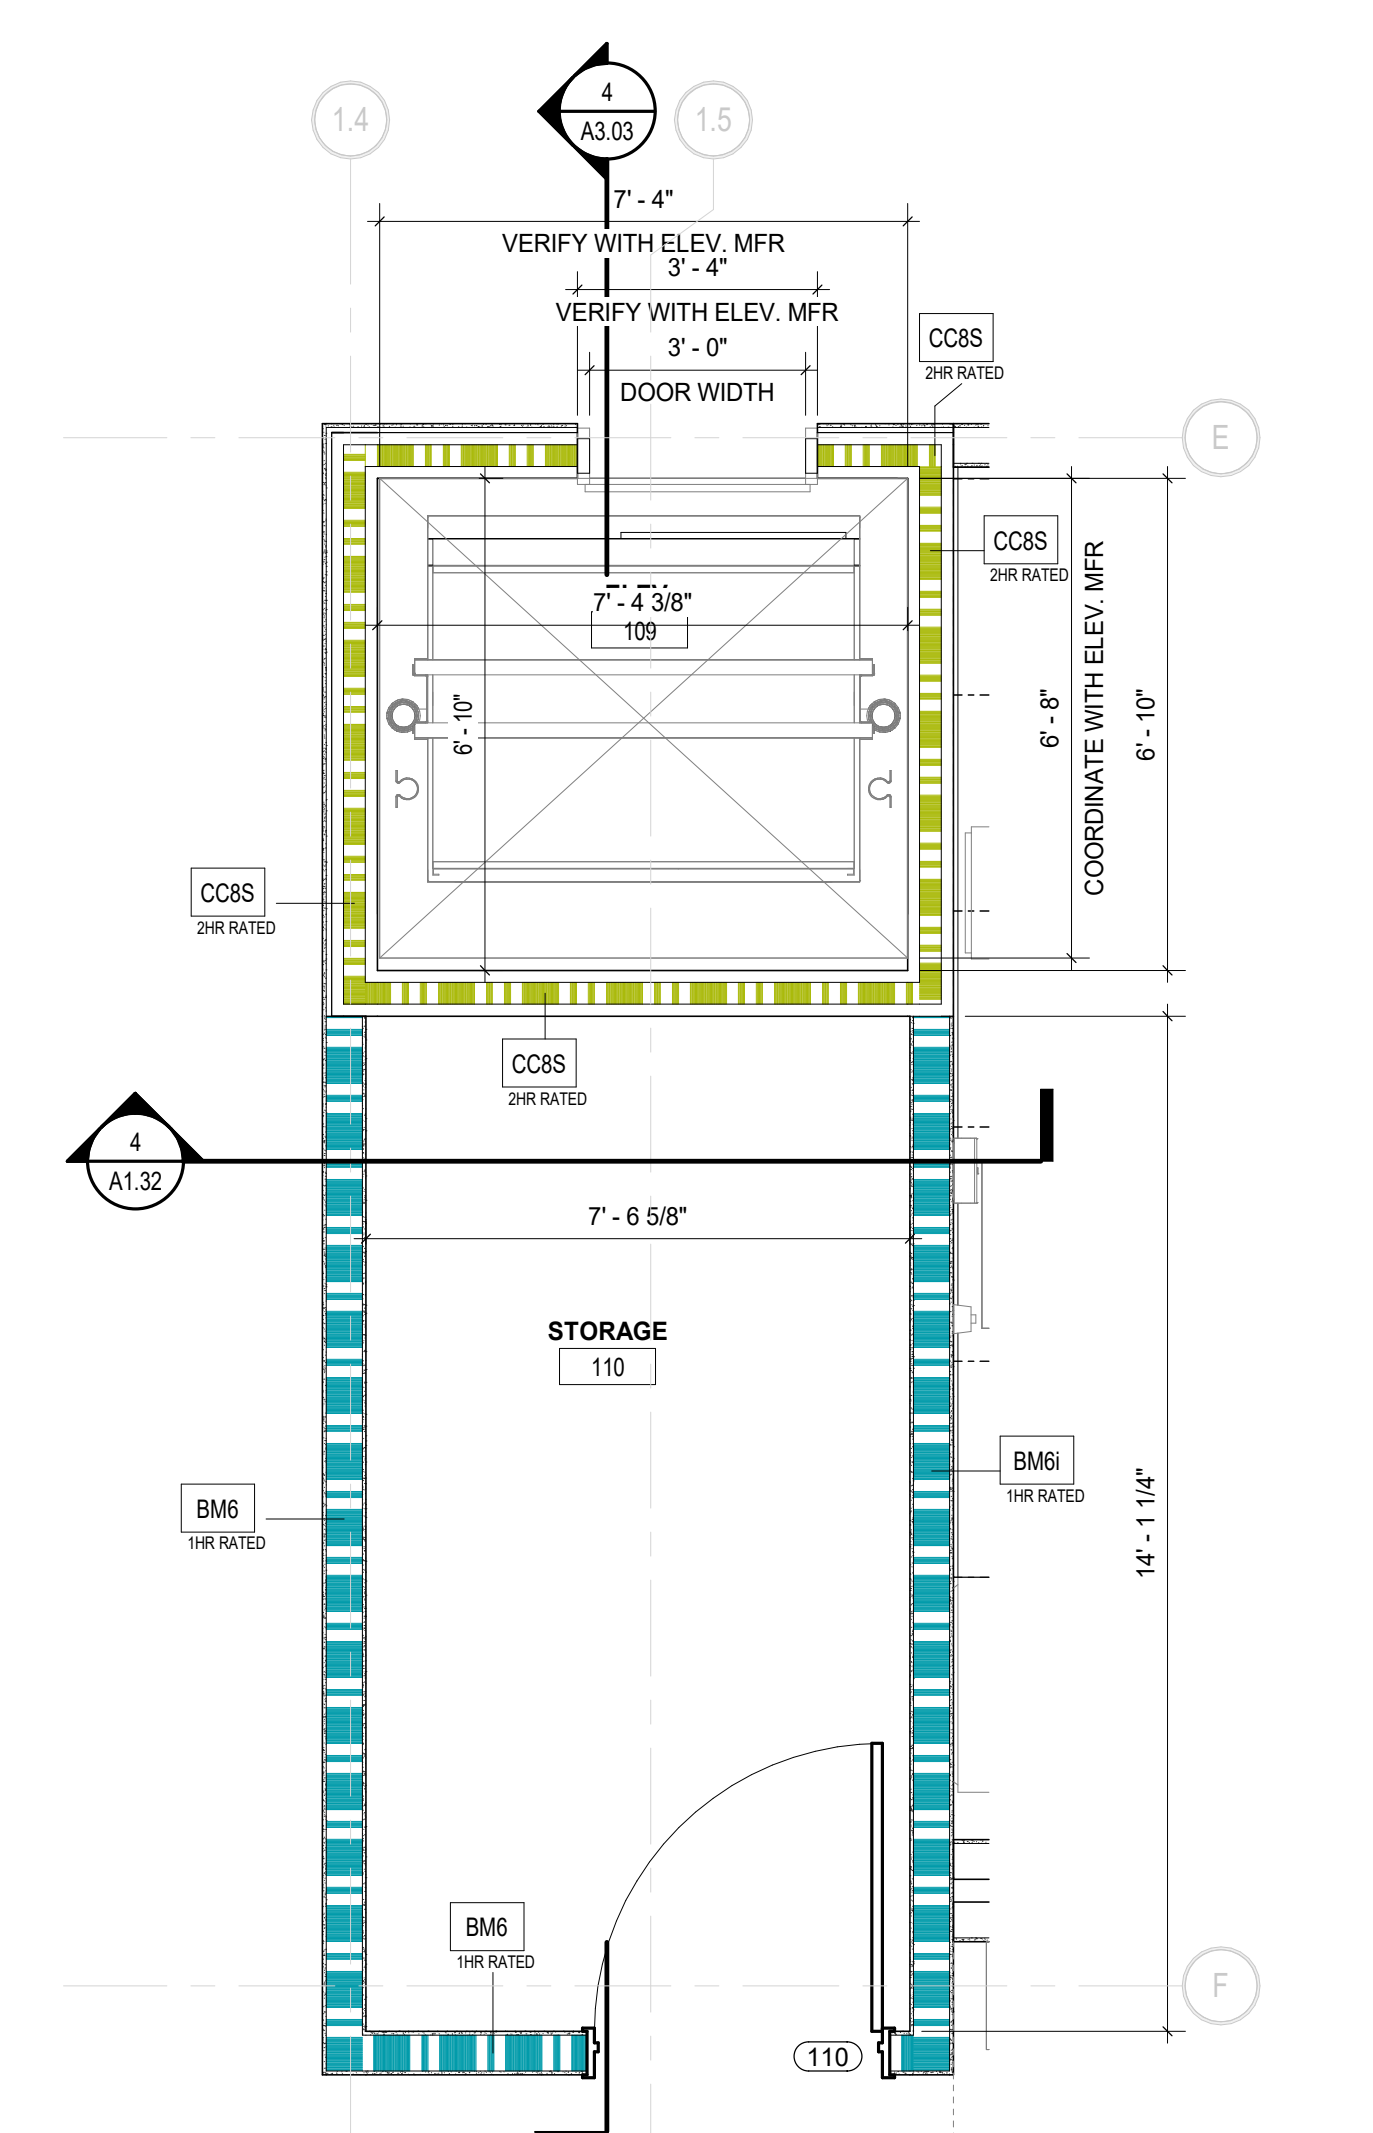 4
A3.03
1.4
1.5
7' - 4"
VERIFY WITH ELEV. MFR
3' - 4"
VERIFY WITH ELEV. MFR
3' - 0"
DOOR WIDTH
CC8S
2HR RATED
E
CC8S
2HR RATED
7' - 4 3/8"
109
6' - 10"
6' - 8"
COORDINATE WITH ELEV. MFR
6' - 10"
CC8S
2HR RATED
CC8S
2HR RATED
4
A1.32
7' - 6 5/8"
STORAGE
110
BM6i
1HR RATED
BM6
1HR RATED
14' - 1 1/4"
BM6
1HR RATED
F
110